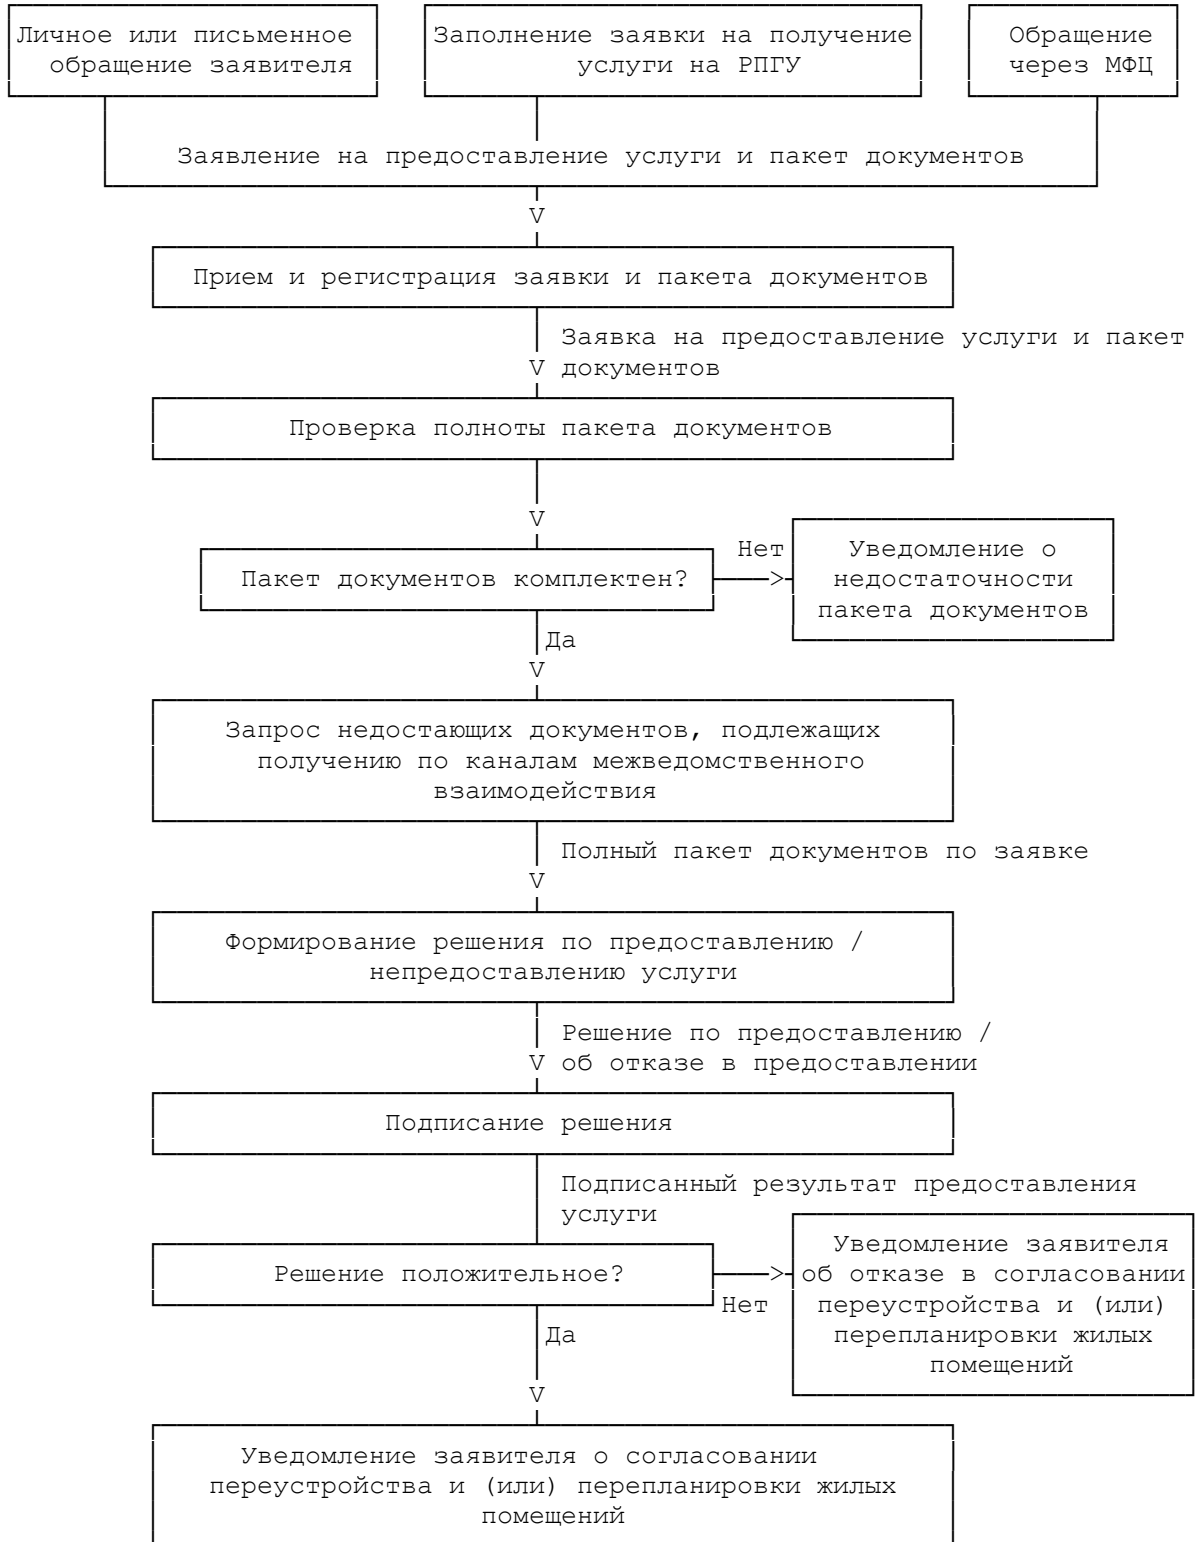 Личное или письменное
обращение заявителя
Заполнение заявки на получение
услуги на РПГУ
Обращение
через МФЦ
Заявление на предоставление услуги и пакет документов
V
Прием и регистрация заявки и пакета документов
Заявка на предоставление услуги и пакет
V документов
Проверка полноты пакета документов
V
Пакет документов комплектен?
Нет
>
Уведомление о
недостаточности
пакета документов
Да
V
Запрос недостающих документов, подлежащих
получению по каналам межведомственного
взаимодействия
Полный пакет документов по заявке
V
Формирование решения по предоставлению /
непредоставлению услуги
Решение по предоставлению /
V об отказе в предоставлении
Подписание решения
Подписанный результат предоставления
услуги
Решение положительное?
>
Нет
Уведомление заявителя
об отказе в согласовании
переустройства и (или)
перепланировки жилых
помещений
Да
V
Уведомление заявителя о согласовании
переустройства и (или) перепланировки жилых
помещений